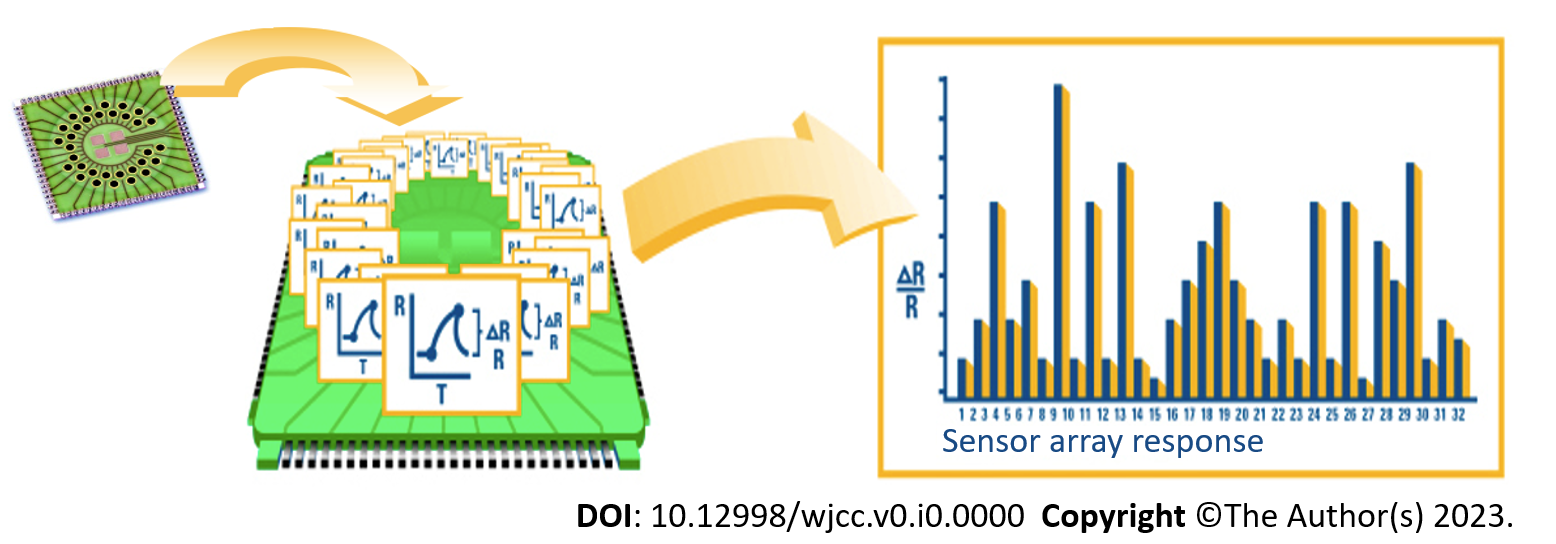 R
T
ΔR
R
R
T
ΔR
R
ΔR
R
1 2 3 4 5 6 7 8 9 10 11 12 13 14 15 16 17 18 19 20 21 22 23 24 25 26 27 28 29 30 31 32
Sensor array response
DOI: 10.12998/wjcc.v0.i0.0000 Copyright ©The Author(s) 2023.